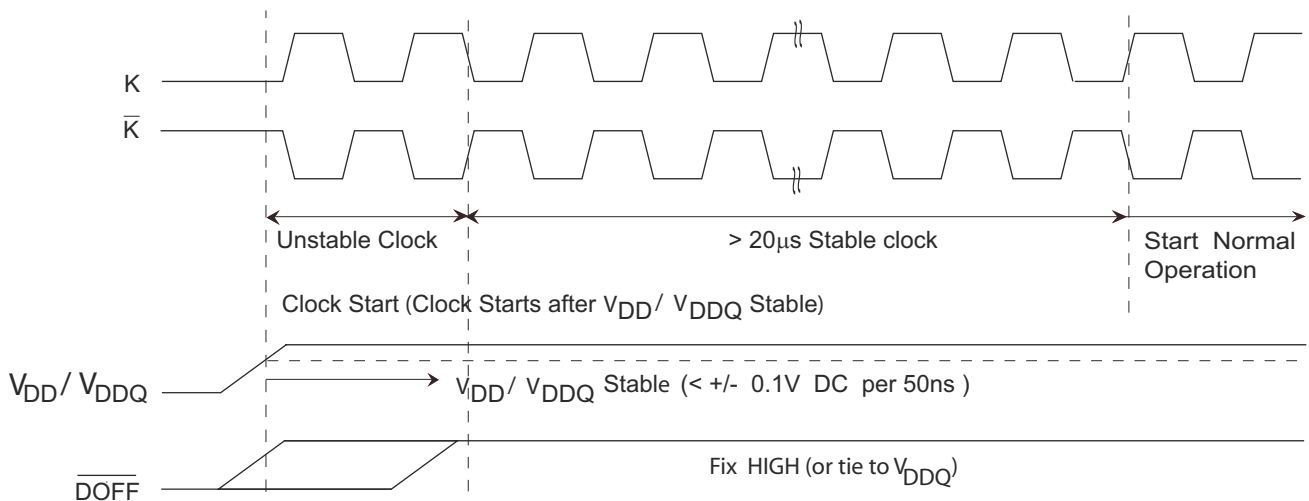 K
K̅
Unstable Clock
> 20μs Stable clock
Start Normal
Operation
Clock Start (Clock Starts after VDD / VDDQ Stable)
VDD / VDDQ
VDD / VDDQ Stable (< +/- 0.1V DC per 50ns )
Fix HIGH (or tie to VDDQ)
D̅O̅F̅F̅